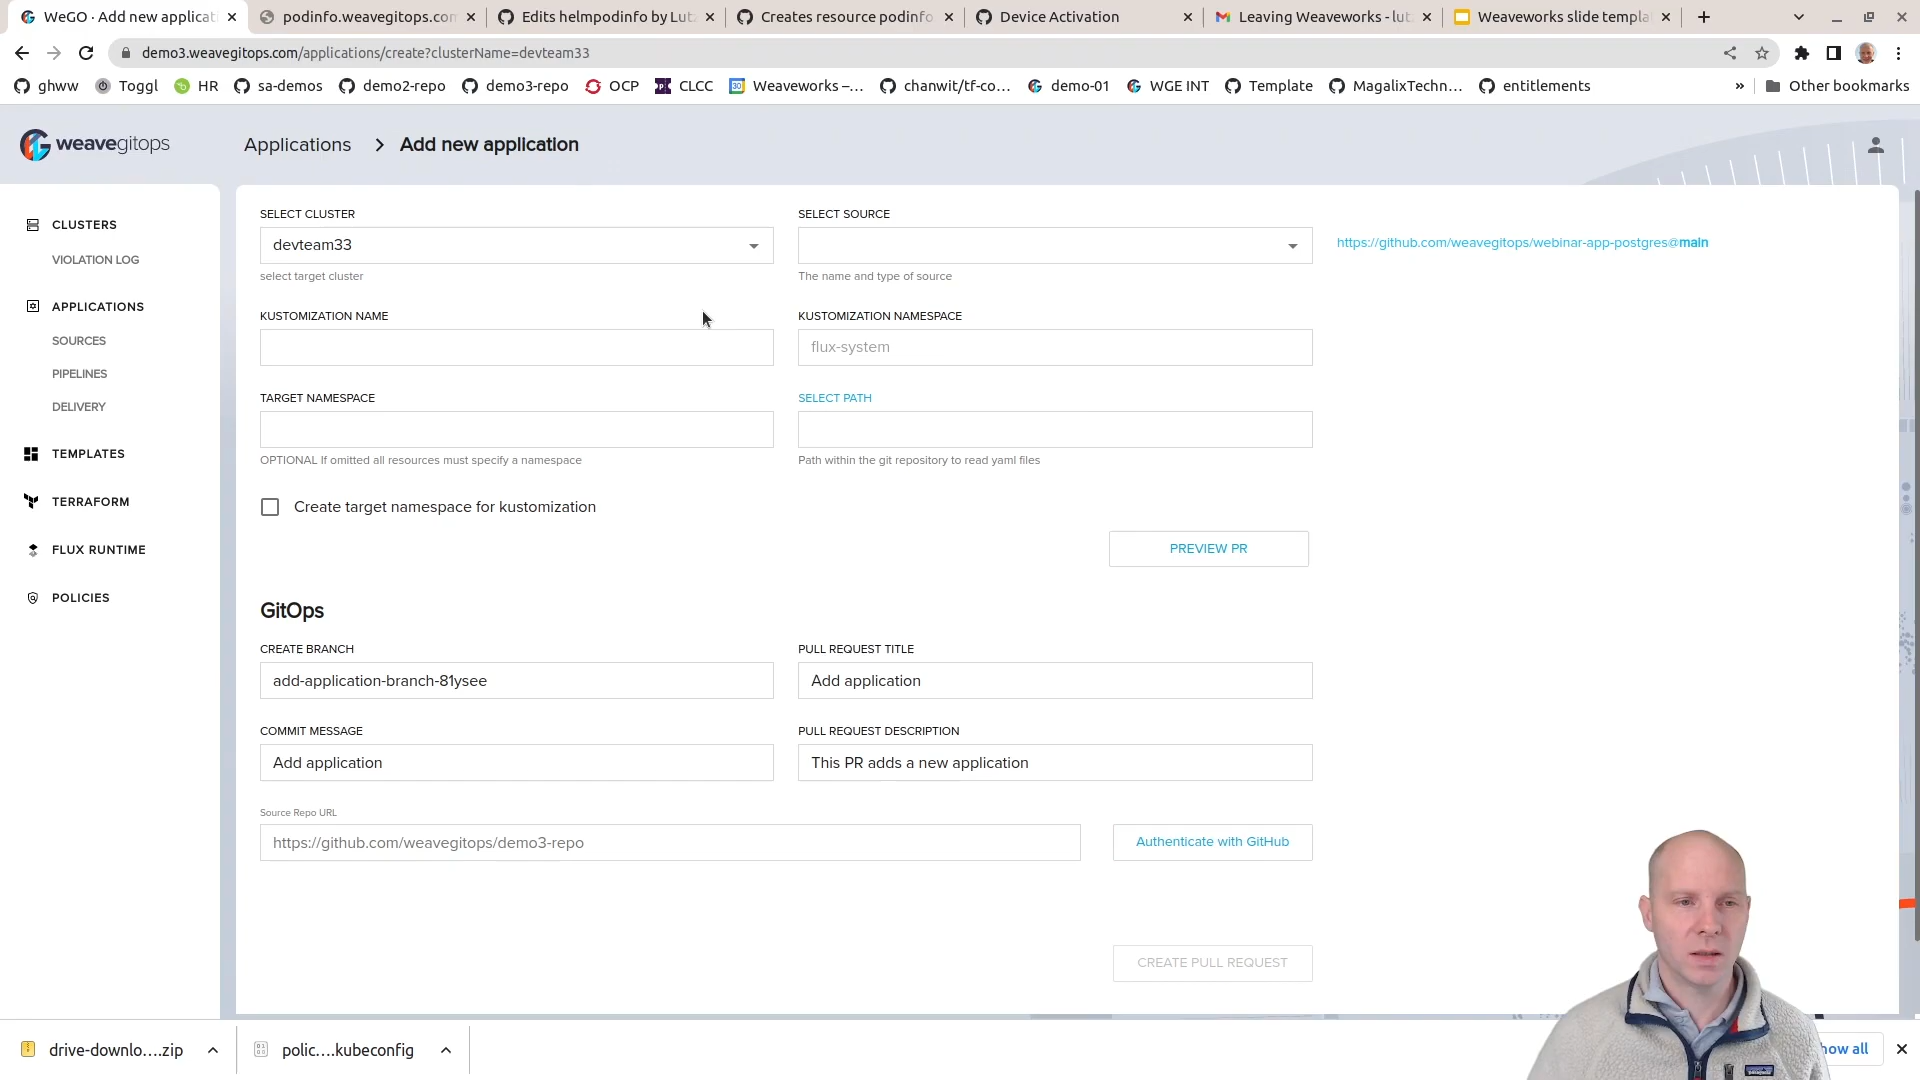 WeGO · Add new applicat
podinfo.weavegitops.com
Edits helmpodinfo by Lutz
Creates resource podinfo
Device Activation
Leaving Weaveworks - lut
Weaveworks slide templa
demo3.weavegitops.com/applications/create?clusterName=devteam33
ghww
Toggl
HR
sa-demos
demo2-repo
demo3-repo
OCP
CLCC
Weaveworks –...
chanwit/tf-co...
demo-01
WGE INT
Template
MagalixTechn...
entitlements
»
Other bookmarks
weavegitops
Applications > Add new application
CLUSTERS
VIOLATION LOG
APPLICATIONS
SOURCES
PIPELINES
DELIVERY
TEMPLATES
TERRAFORM
FLUX RUNTIME
POLICIES
SELECT CLUSTER
devteam33
select target cluster
SELECT SOURCE
The name and type of source
https://github.com/weavegitops/webinar-app-postgres@main
KUSTOMIZATION NAME
KUSTOMIZATION NAMESPACE
flux-system
TARGET NAMESPACE
OPTIONAL If omitted all resources must specify a namespace
SELECT PATH
Path within the git repository to read yaml files
Create target namespace for kustomization
PREVIEW PR
GitOps
CREATE BRANCH
add-application-branch-81ysee
PULL REQUEST TITLE
Add application
COMMIT MESSAGE
Add application
PULL REQUEST DESCRIPTION
This PR adds a new application
Source Repo URL
https://github.com/weavegitops/demo3-repo
Authenticate with GitHub
CREATE PULL REQUEST
drive-downlo....zip
polic....kubeconfig
how all